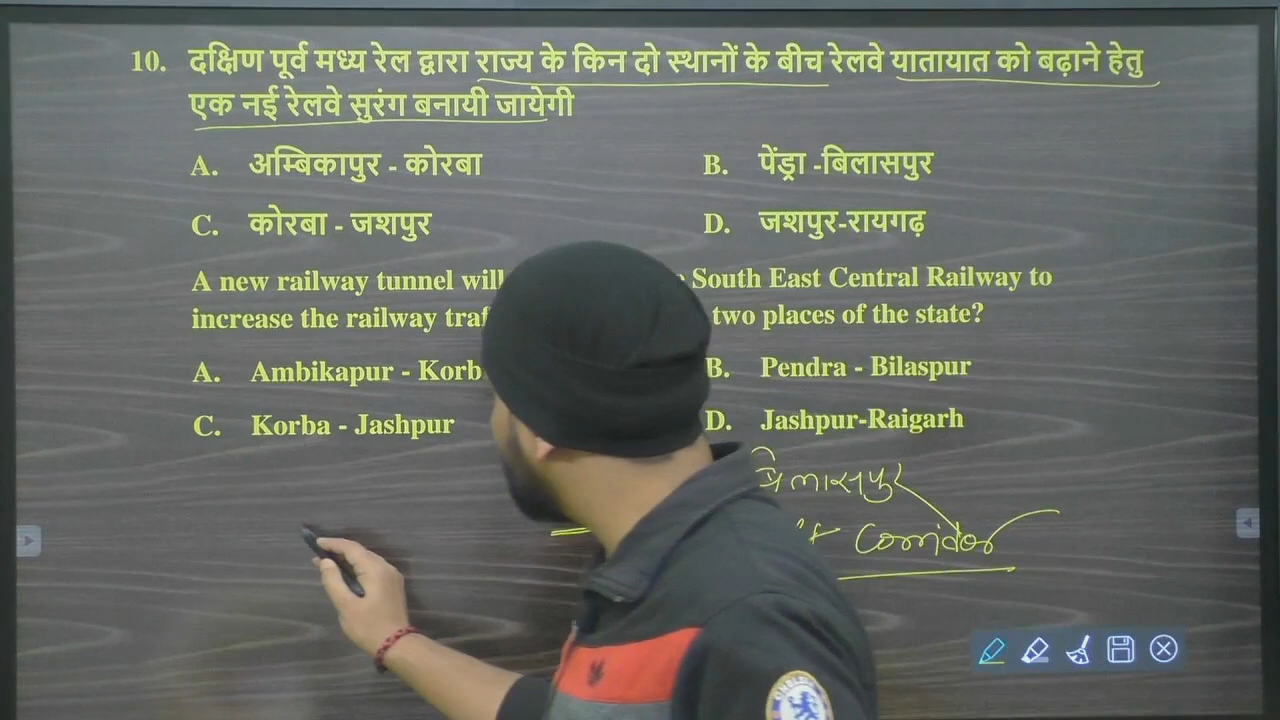 10. दक्षिण पूर्व मध्य रेल द्वारा राज्य के किन दो स्थानों के बीच रेलवे यातायात को बढ़ाने हेतु
एक नई रेलवे सुरंग बनायी जायेगी
A. अम्बिकापुर - कोरबा B. पेंड्रा -बिलासपुर
C. कोरबा - जशपुर D. जशपुर-रायगढ़
A new railway tunnel will South East Central Railway to
increase the railway two places of the state?
A. Ambikapur - B. Pendra - Bilaspur
C. Korba - Jashpur D. Jashpur-Raigarh
बिलासपुर
Corridor